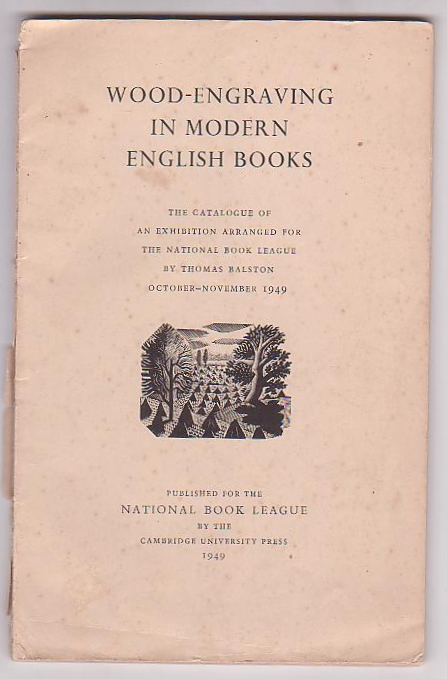 WOOD-ENGRAVING
IN MODERN
ENGLISH BOOKS
THE CATALOGUE OF
AN EXHIBITION ARRANGED FOR
THE NATIONAL BOOK LEAGUE
BY THOMAS BALSTON
OCTOBER–NOVEMBER 1949
PUBLISHED FOR THE
NATIONAL BOOK LEAGUE
BY THE
CAMBRIDGE UNIVERSITY PRESS
1949